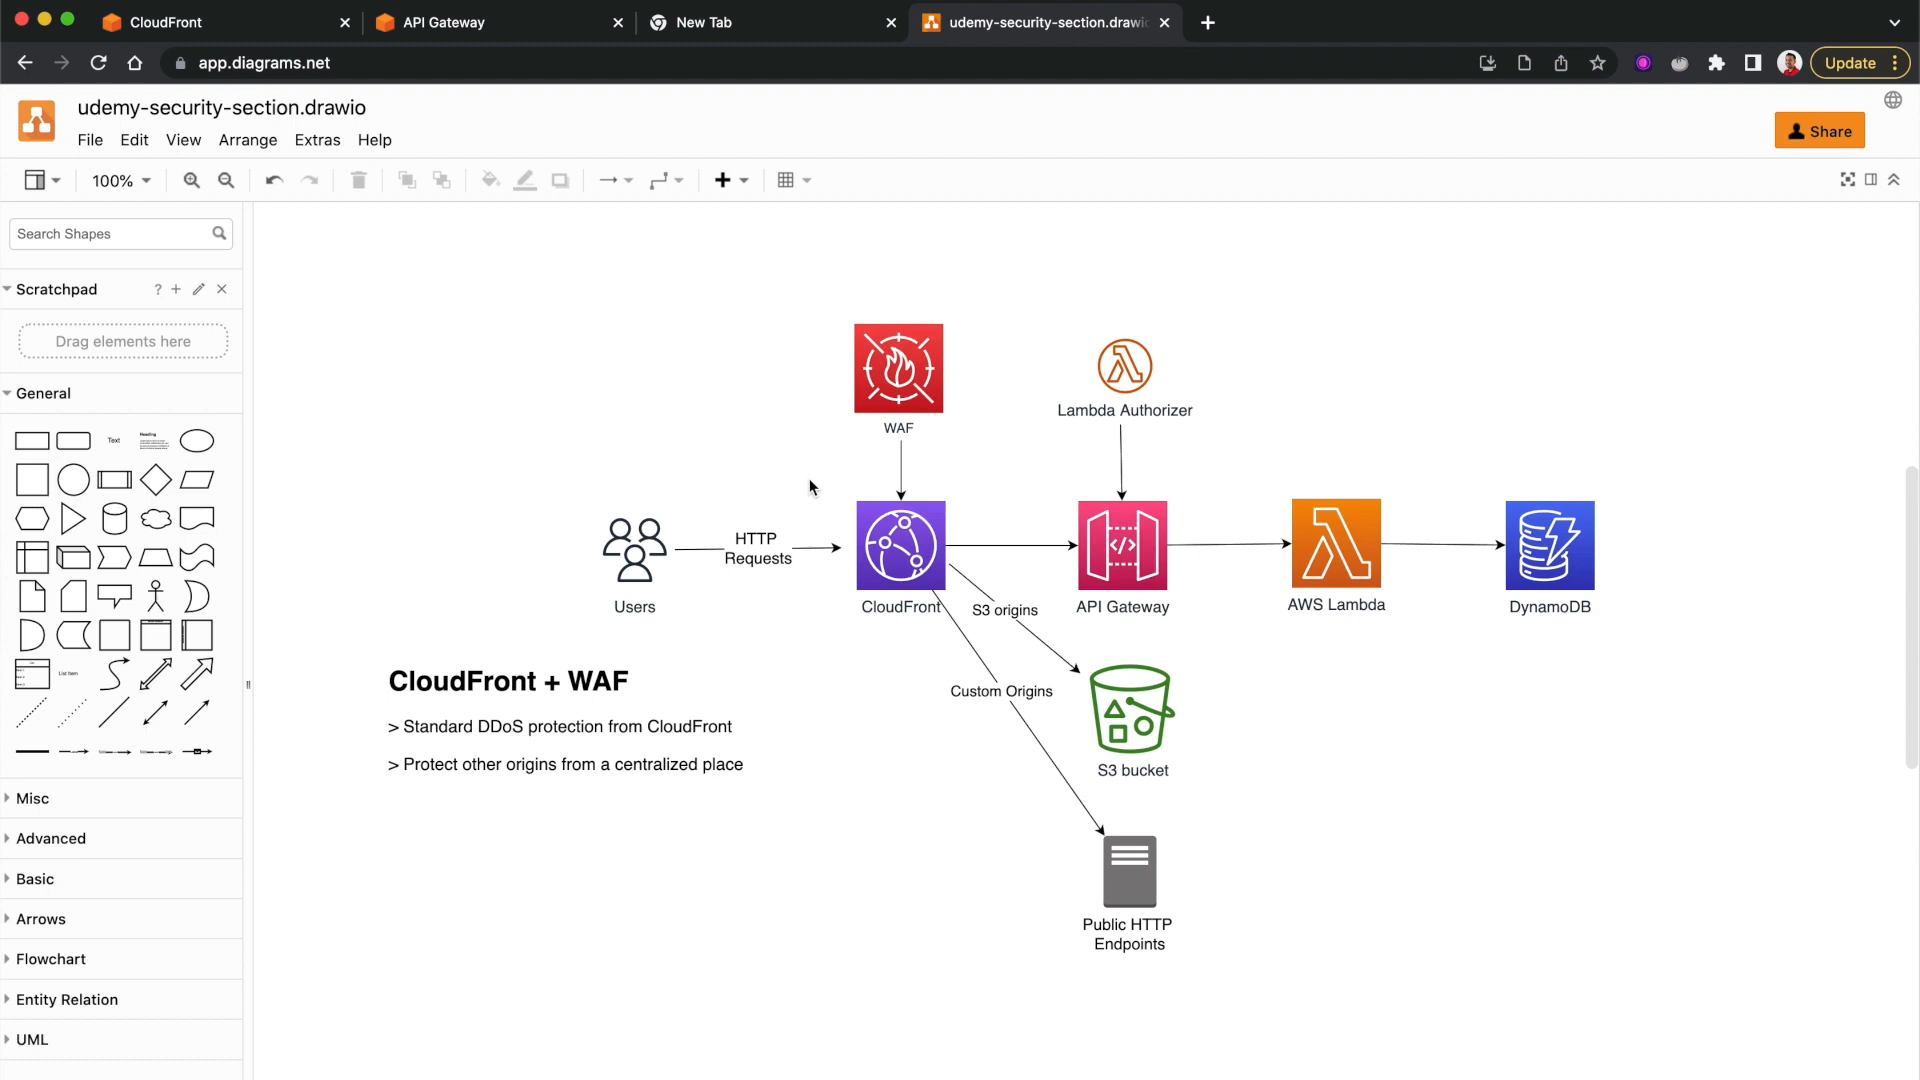 CloudFront
API Gateway
New Tab
udemy-security-section.drawi
app.diagrams.net
Update
udemy-security-section.drawio
File Edit View Arrange Extras Help
Share
100%
Search Shapes
Scratchpad
?
Drag elements here
General
Text
Heading
List Item
Misc
Advanced
Basic
Arrows
Flowchart
Entity Relation
UML
WAF
Lambda Authorizer
HTTP
Requests
Users
CloudFront
API Gateway
AWS Lambda
DynamoDB
S3 origins
Custom Origins
CloudFront + WAF
> Standard DDoS protection from CloudFront
> Protect other origins from a centralized place
S3 bucket
Public HTTP
Endpoints